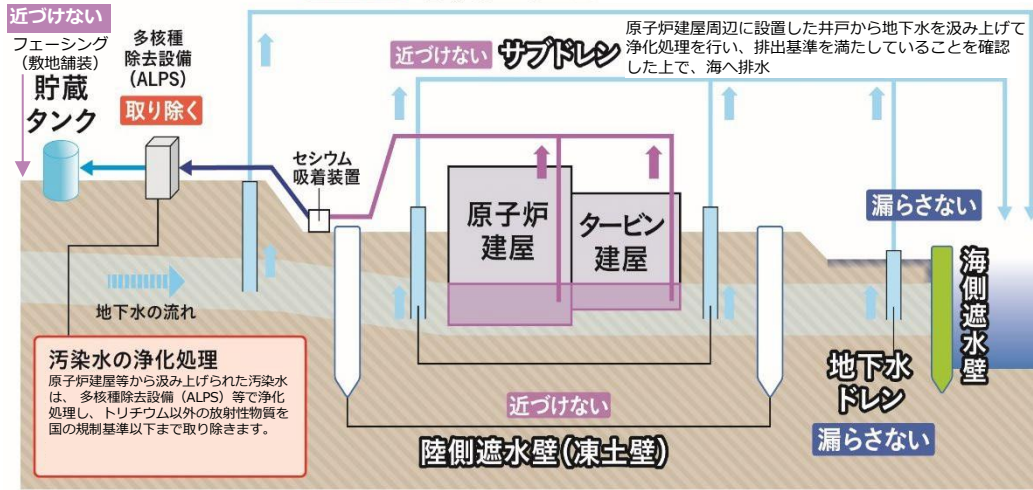 近づけない
フェーシング
(敷地舗装)
貯蔵
タンク
多核種
除去設備
(ALPS)
取り除く
近づけない サブドレン
原子炉建屋周辺に設置した井戸から地下水を汲み上げて
浄化処理を行い、排出基準を満たしていることを確認
した上で、海へ排水
セシウム
吸着装置
原子炉
建屋
タービン
建屋
漏らさない
海側遮水壁
地下水の流れ
汚染水の浄化処理
原子炉建屋等から汲み上げられた汚染水
は、 多核種除去設備（ALPS）等で浄化
処理し、トリチウム以外の放射性物質を
国の規制基準以下まで取り除きます。
近づけない
陸側遮水壁(凍土壁)
地下水
ドレン
漏らさない